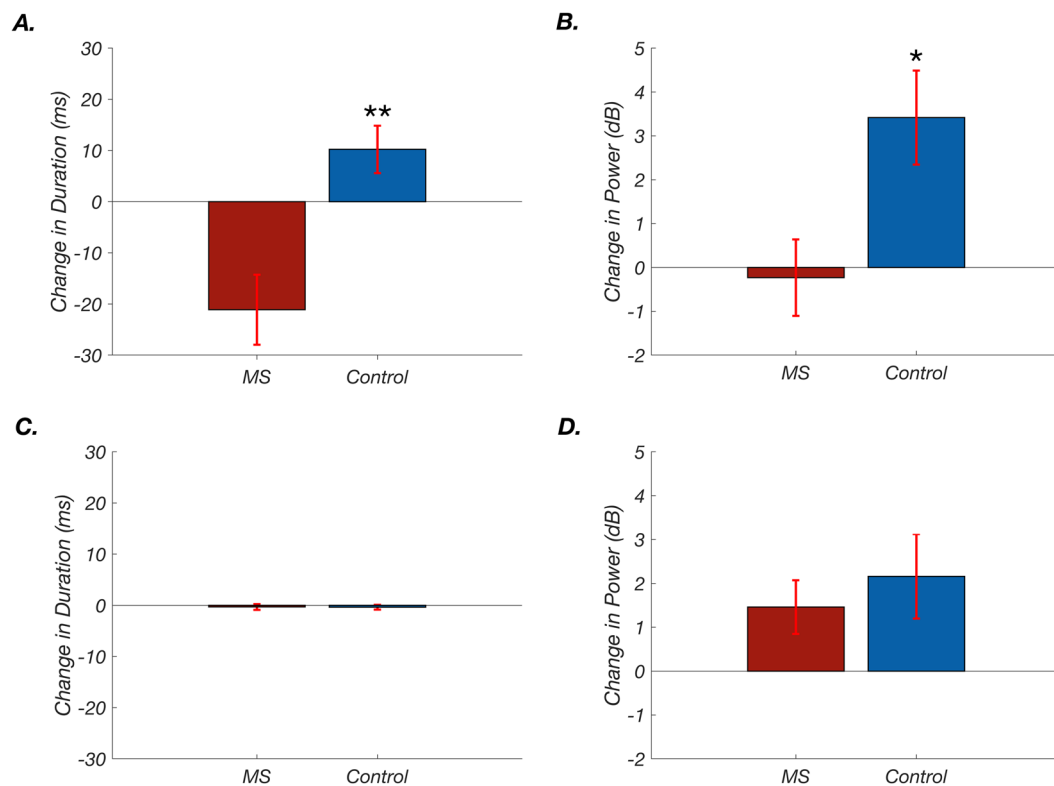 A.
30
20
10
0
-10
-20
-30
Change in Duration (ms)
**
MS
Control
B.
5
4
3
2
1
0
-1
-2
Change in Power (dB)
*
MS
Control
C.
30
20
10
0
-10
-20
-30
Change in Duration (ms)
MS
Control
D.
5
4
3
2
1
0
-1
-2
Change in Power (dB)
MS
Control